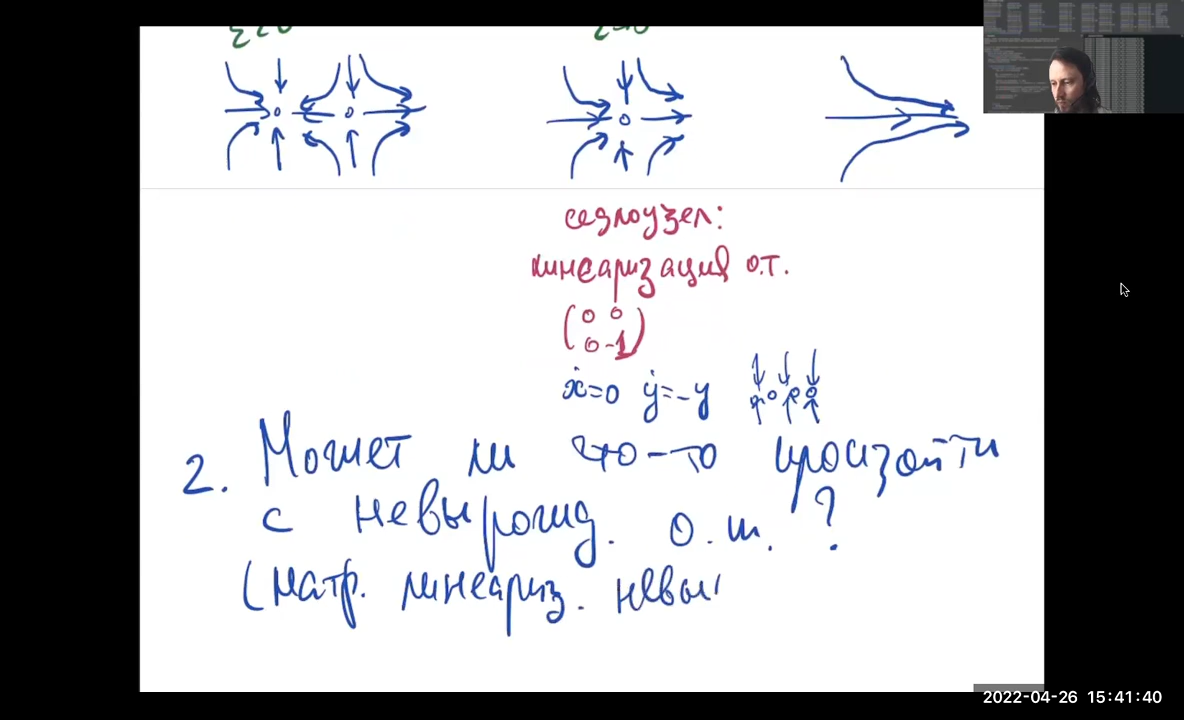 седлоузел:
линеаризация о.т.
(0 0
0 -1)
ẋ=0 ẏ=-y
2. Может ли что-то произойти
с невырожд. о.т. ?
(матр. линеариз. невы
2022-04-26 15:41:40